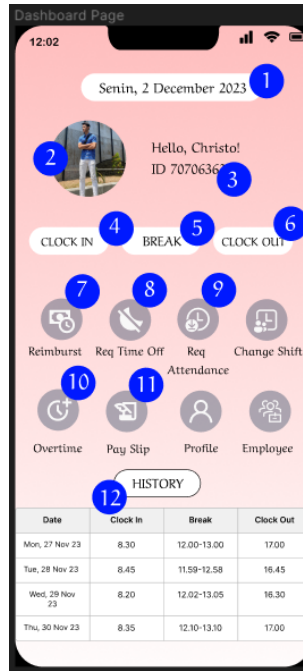 Dashboard Page
12:02
Senin, 2 December 2023
1
2
Hello, Christo!
ID 7070636
3
4
5
6
CLOCK IN
BREAK
CLOCK OUT
7
8
9
Reimburst
Req Time Off
Req
Attendance
Change Shift
10
11
Overtime
Pay Slip
Profile
Employee
HISTORY
12
Date Clock In Break Clock Out
Mon, 27 Nov 23 8.30 12.00-13.00 17.00
Tue, 28 Nov 23 8.45 11.59-12.58 16.45
Wed, 29 Nov
23 8.20 12.02-13.05 16.30
Thu, 30 Nov 23 8.35 12.10-13.10 17.00